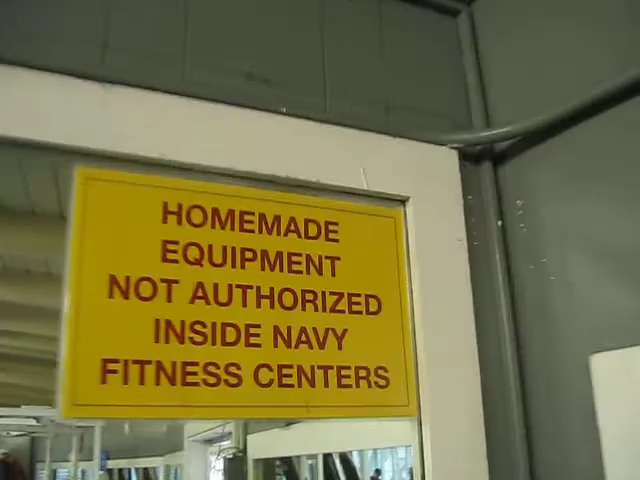 HOMEMADE
EQUIPMENT
NOT AUTHORIZED
INSIDE NAVY
FITNESS CENTERS